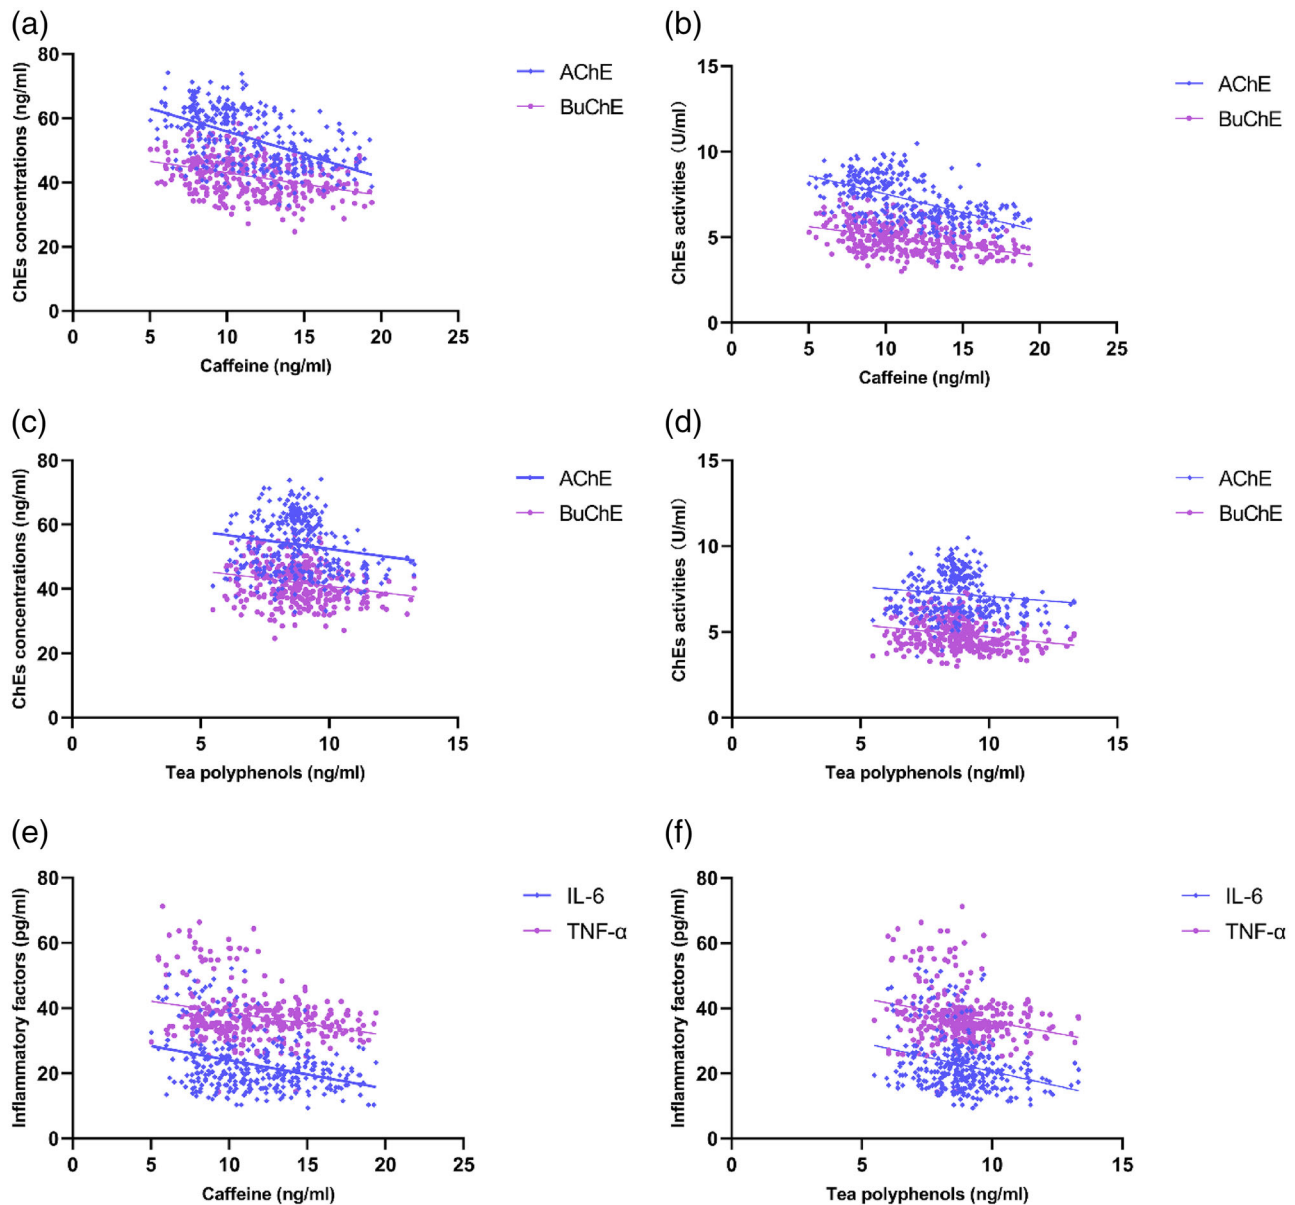 (a)
80
60
40
20
0
ChEs concentrations (ng/ml)
0 5 10 15 20 25
Caffeine (ng/ml)
AChE
BuChE
(b)
15
10
5
0
ChEs activities (U/ml)
0 5 10 15 20 25
Caffeine (ng/ml)
AChE
BuChE
(c)
80
60
40
20
0
ChEs concentrations (ng/ml)
0 5 10 15
Tea polyphenols (ng/ml)
AChE
BuChE
(d)
15
10
5
0
ChEs activities (U/ml)
0 5 10 15
Tea polyphenols (ng/ml)
AChE
BuChE
(e)
80
60
40
20
0
Inflammatory factors (pg/ml)
0 5 10 15 20 25
Caffeine (ng/ml)
IL-6
TNF-α
(f)
80
60
40
20
0
Inflammatory factors (pg/ml)
0 5 10 15
Tea polyphenols (ng/ml)
IL-6
TNF-α